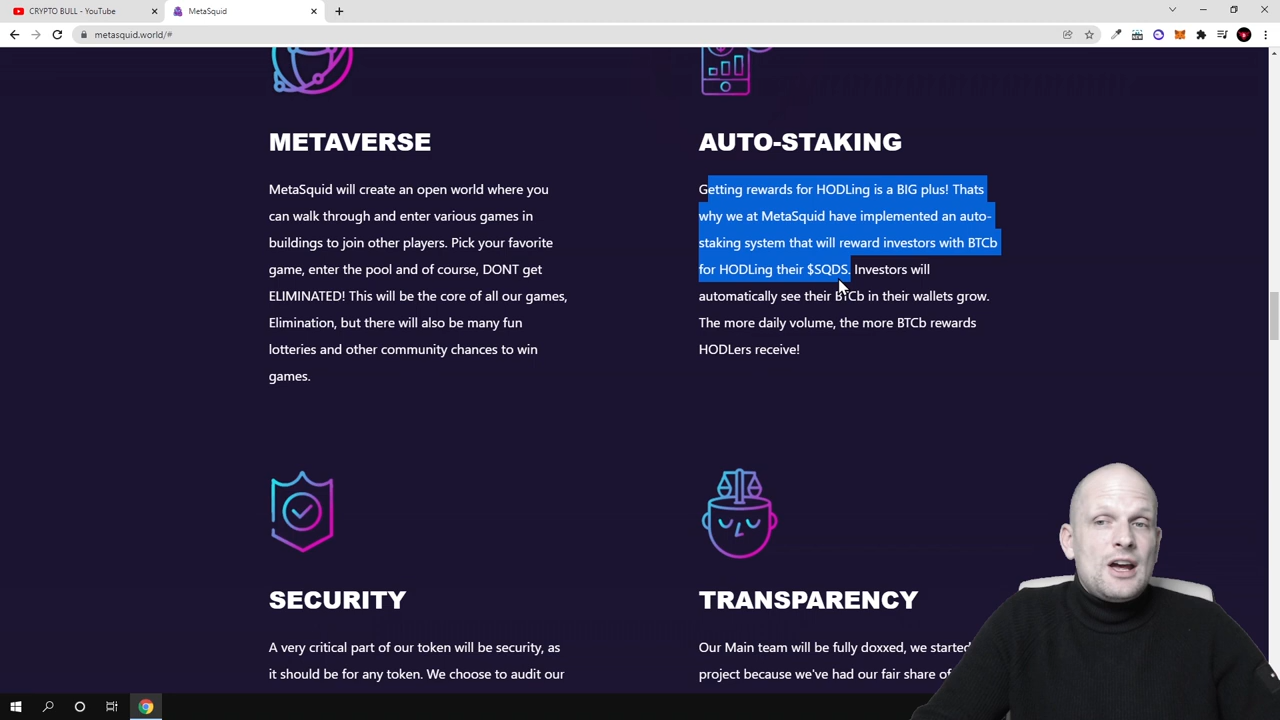 CRYPTO BULL - YouTube
MetaSquid
metasquid.world/#
METAVERSE
MetaSquid will create an open world where you
can walk through and enter various games in
buildings to join other players. Pick your favorite
game, enter the pool and of course, DONT get
ELIMINATED! This will be the core of all our games,
Elimination, but there will also be many fun
lotteries and other community chances to win
games.
AUTO-STAKING
Getting rewards for HODLing is a BIG plus! Thats
why we at MetaSquid have implemented an auto-
staking system that will reward investors with BTCb
for HODLing their $SQDS. Investors will
automatically see their BTCb in their wallets grow.
The more daily volume, the more BTCb rewards
HODLers receive!
SECURITY
A very critical part of our token will be security, as
it should be for any token. We choose to audit our
TRANSPARENCY
Our Main team will be fully doxxed, we started
project because we've had our fair share of